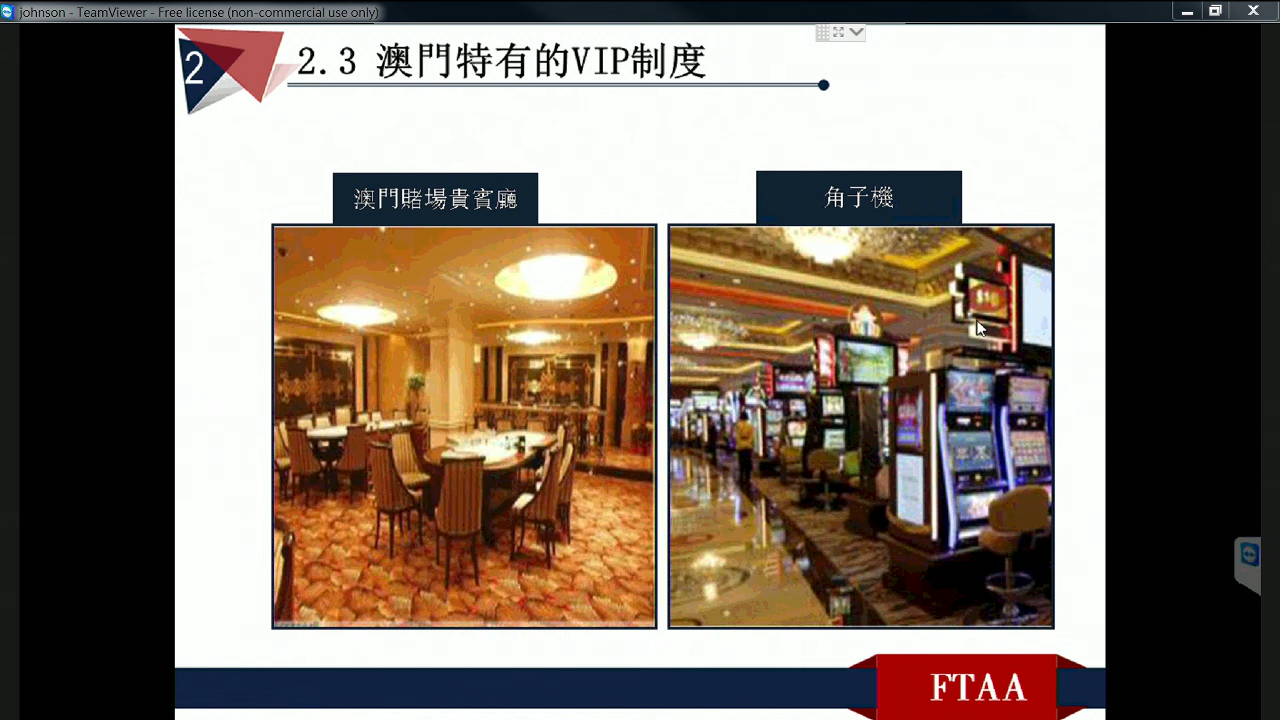 johnson - TeamViewer - Free license (non-commercial use only)
2
2.3 澳門特有的VIP制度
澳門賭場貴賓廳
角子機
$10
FTAA